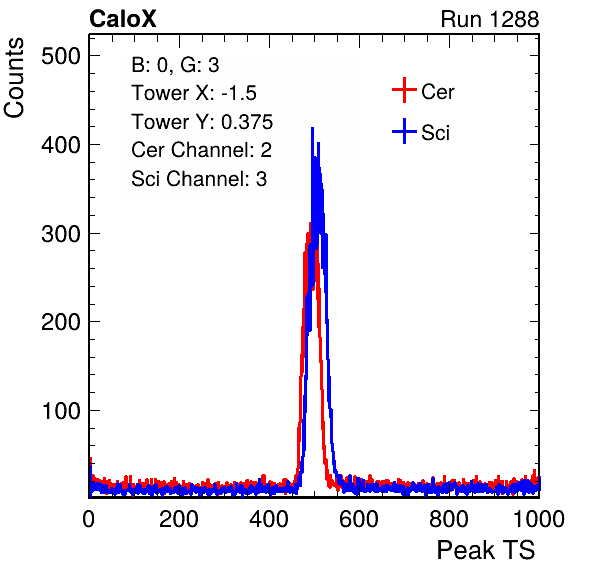 CaloX
Run 1288
Counts
500
400
300
200
100
B: 0, G: 3
Tower X: -1.5
Tower Y: 0.375
Cer Channel: 2
Sci Channel: 3
Cer
Sci
0
200
400
600
800
1000
Peak TS